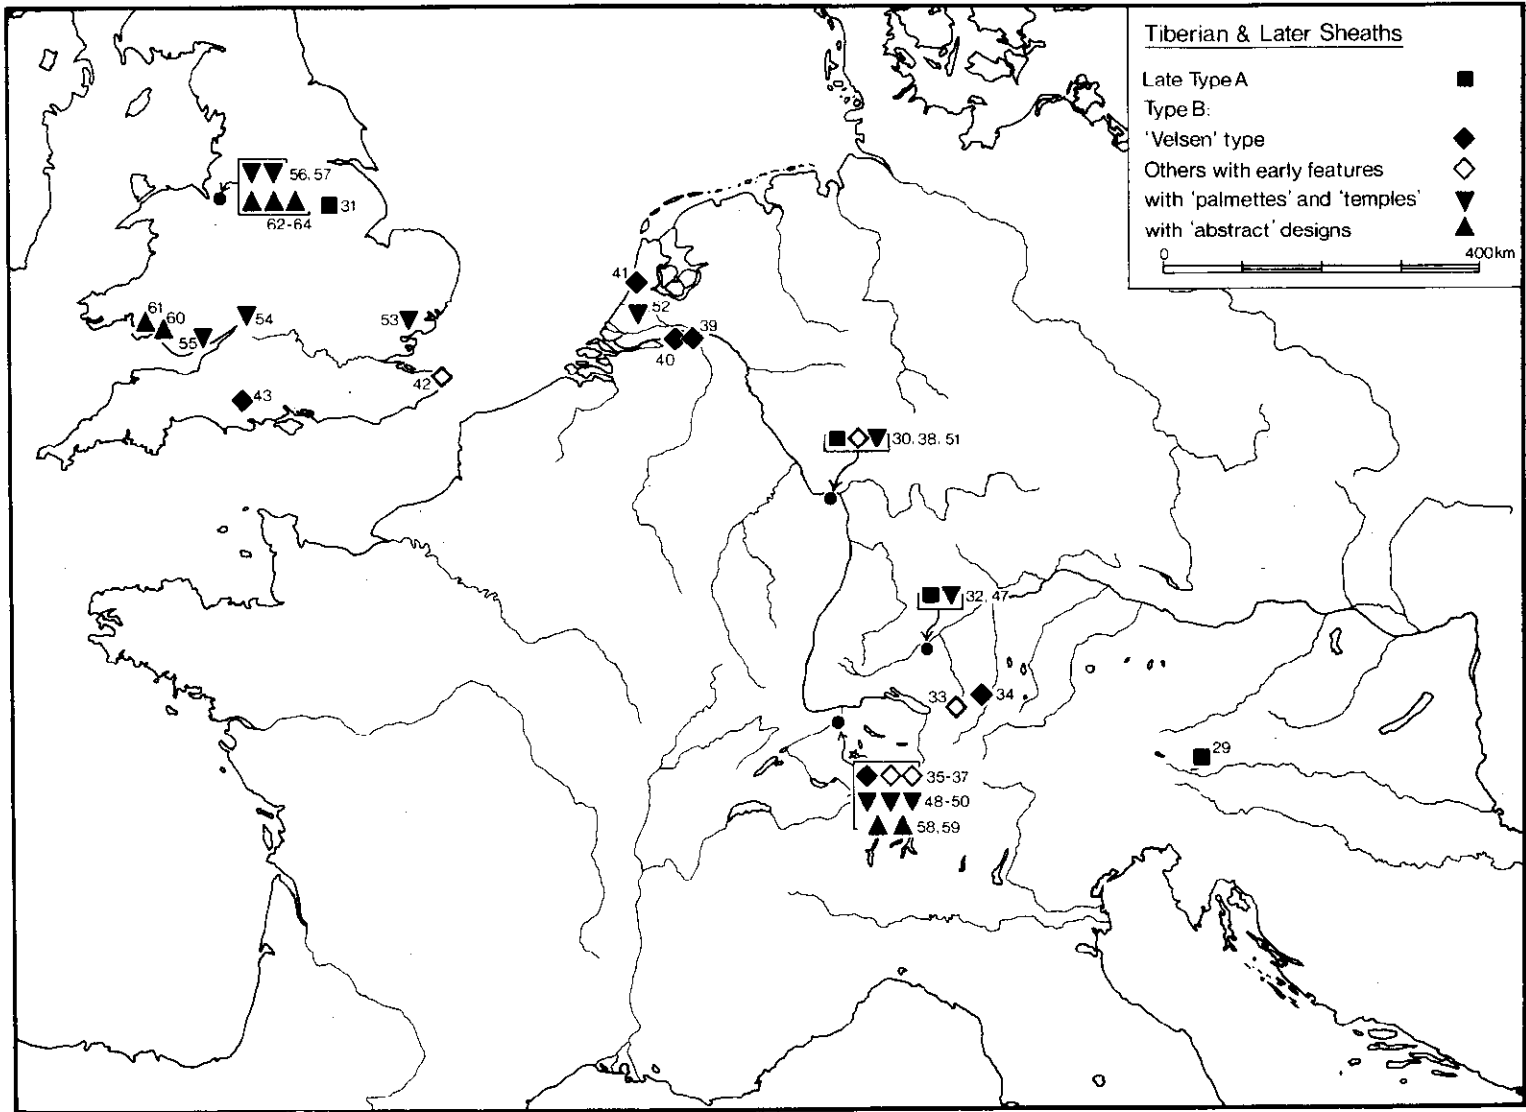 Tiberian & Later Sheaths
Late Type A
Type B:
'Velsen' type
Others with early features
with 'palmettes' and 'temples'
with 'abstract' designs
0 400km
56, 57
31
62-64
61
60
55
54
53
42
43
41
52
39
40
30, 38, 51
32, 47
33
34
29
35-37
48-50
58, 59